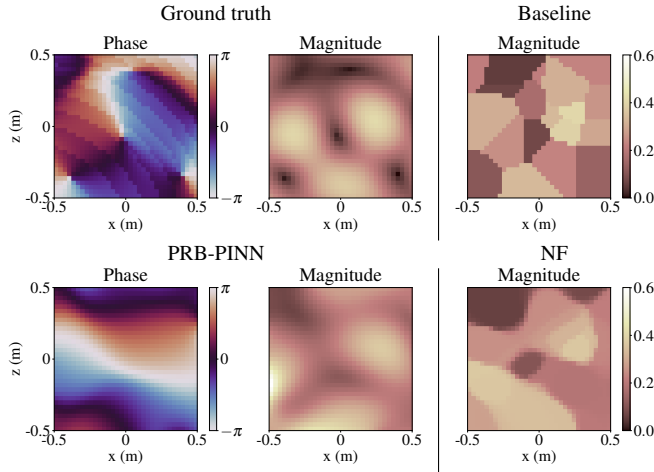 Ground truth
Baseline
Phase
Magnitude
Magnitude
0.5
π
0.6
z (m)
0
0
0.4
0.2
-0.5
−π
0.0
-0.5 0 0.5
-0.5 0 0.5
-0.5 0 0.5
x (m)
x (m)
x (m)
PRB-PINN
NF
Phase
Magnitude
Magnitude
0.5
π
0.6
z (m)
0
0
0.4
0.2
-0.5
−π
0.0
-0.5 0 0.5
-0.5 0 0.5
-0.5 0 0.5
x (m)
x (m)
x (m)